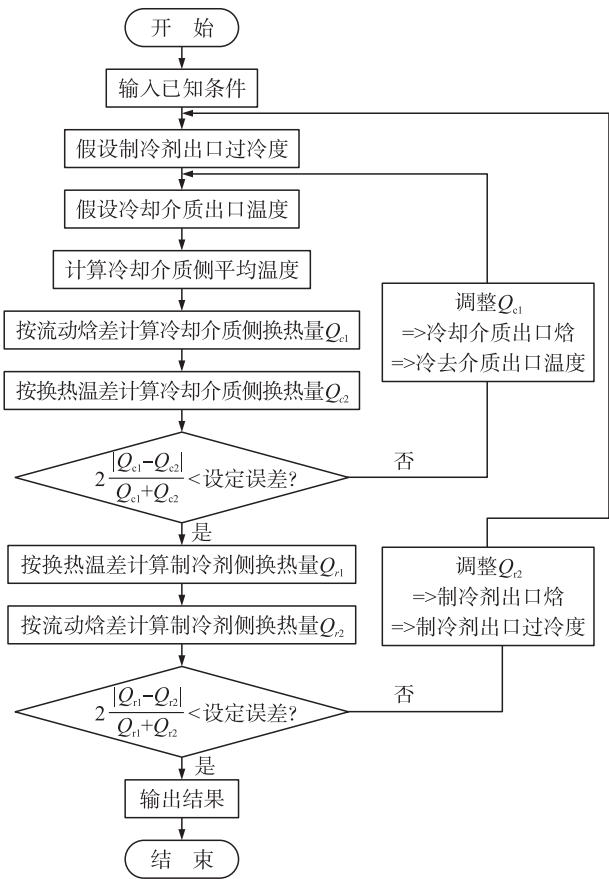 开 始
输入已知条件
假设制冷剂出口过冷度
假设冷却介质出口温度
计算冷却介质侧平均温度
按流动焓差计算冷却介质侧换热量Qc1
按换热温差计算冷却介质侧换热量Qc2
2 |Qc1−Qc2| / Qc1+Qc2 <设定误差?
否
调整Qc1
=>冷却介质出口焓
=>冷去介质出口温度
是
按换热温差计算制冷剂侧换热量Qr1
按流动焓差计算制冷剂侧换热量Qr2
2 |Qr1−Qr2| / Qr1+Qr2 <设定误差?
否
调整Qr2
=>制冷剂出口焓
=>制冷剂出口过冷度
是
输出结果
结 束